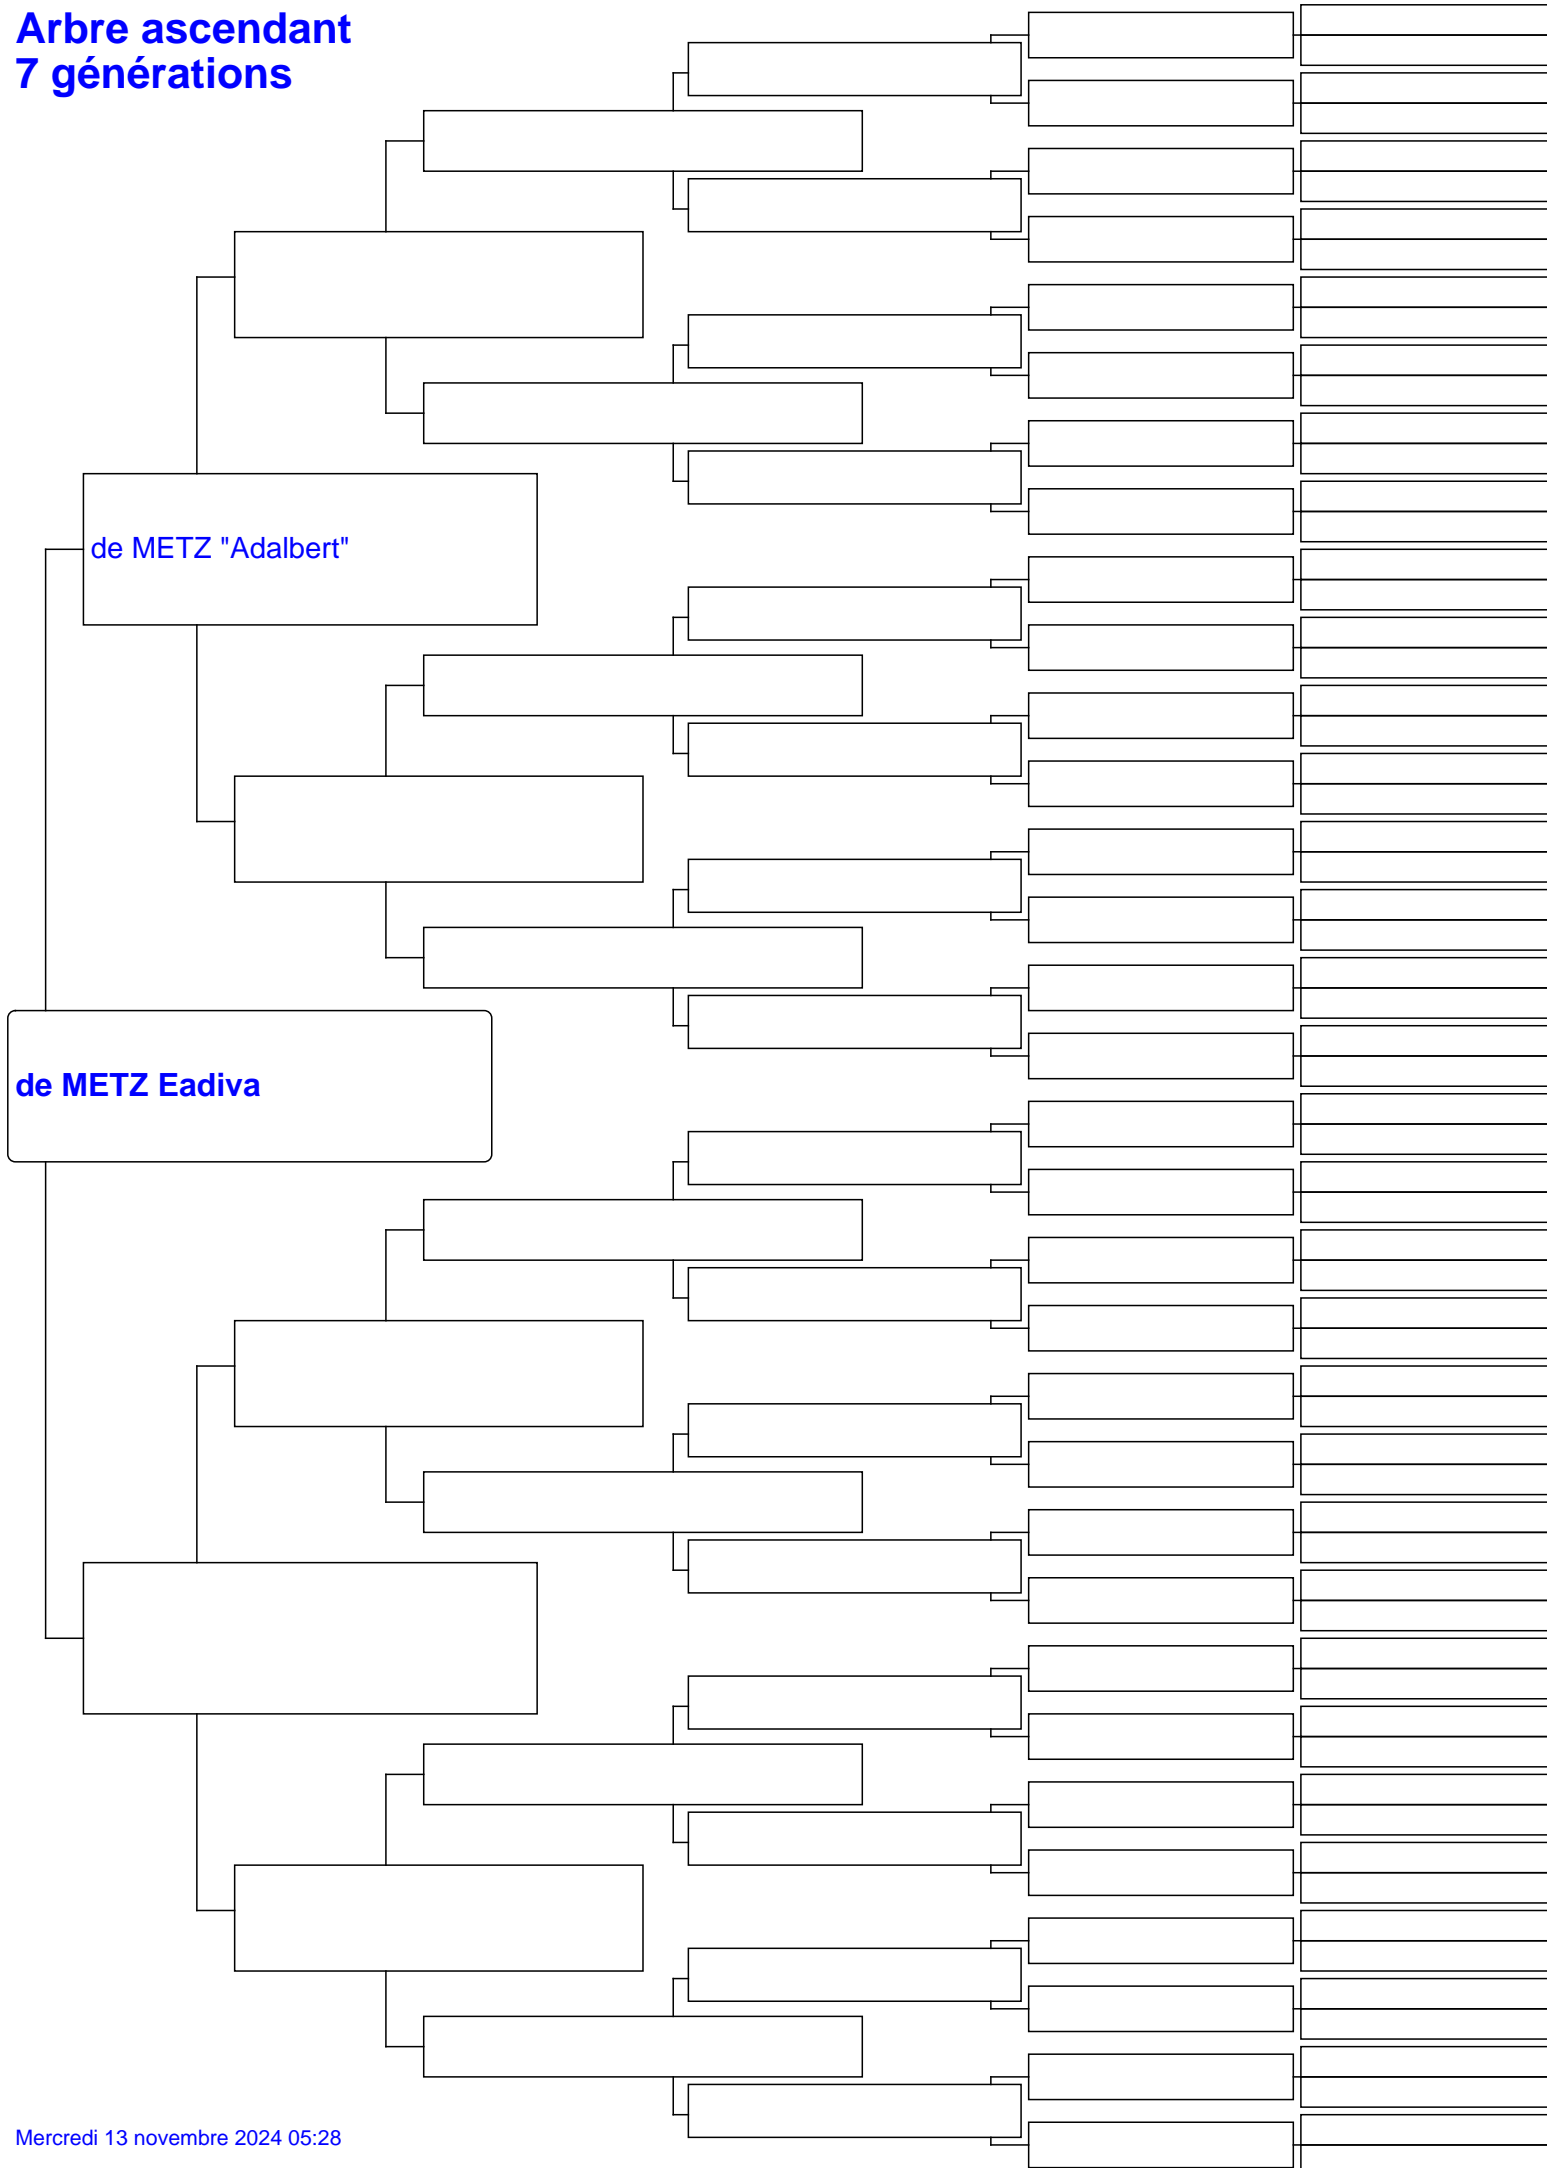 Arbre ascendant
7 générations
de METZ "Adalbert"
de METZ Eadiva
Mercredi 13 novembre 2024 05:28